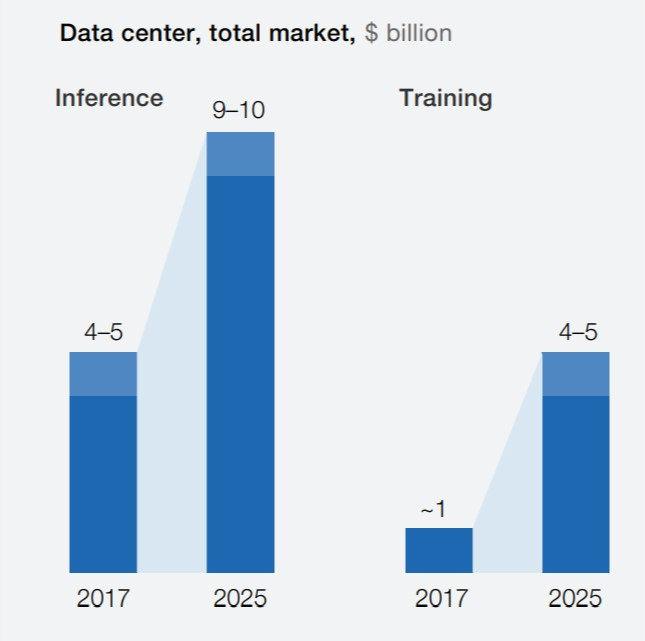 Data center, total market, $ billion
Inference
9–10
4–5
2017
2025
Training
4–5
~1
2017
2025